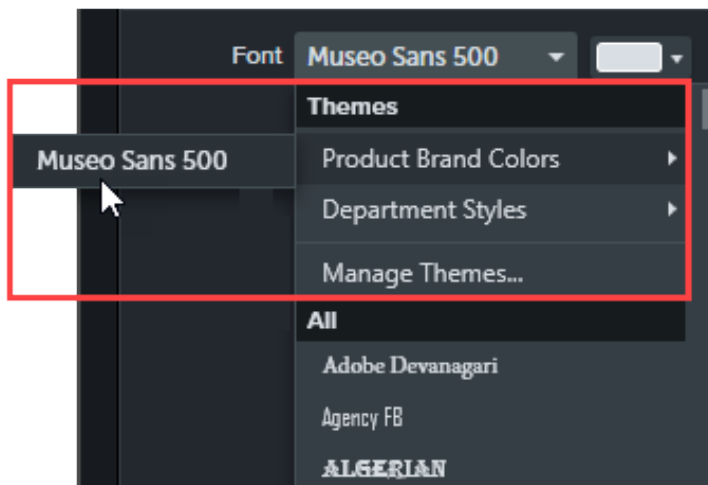 Font Museo Sans 500
Themes
Museo Sans 500
Product Brand Colors
Department Styles
Manage Themes...
All
Adobe Devanagari
Agency FB
ALGERIAN